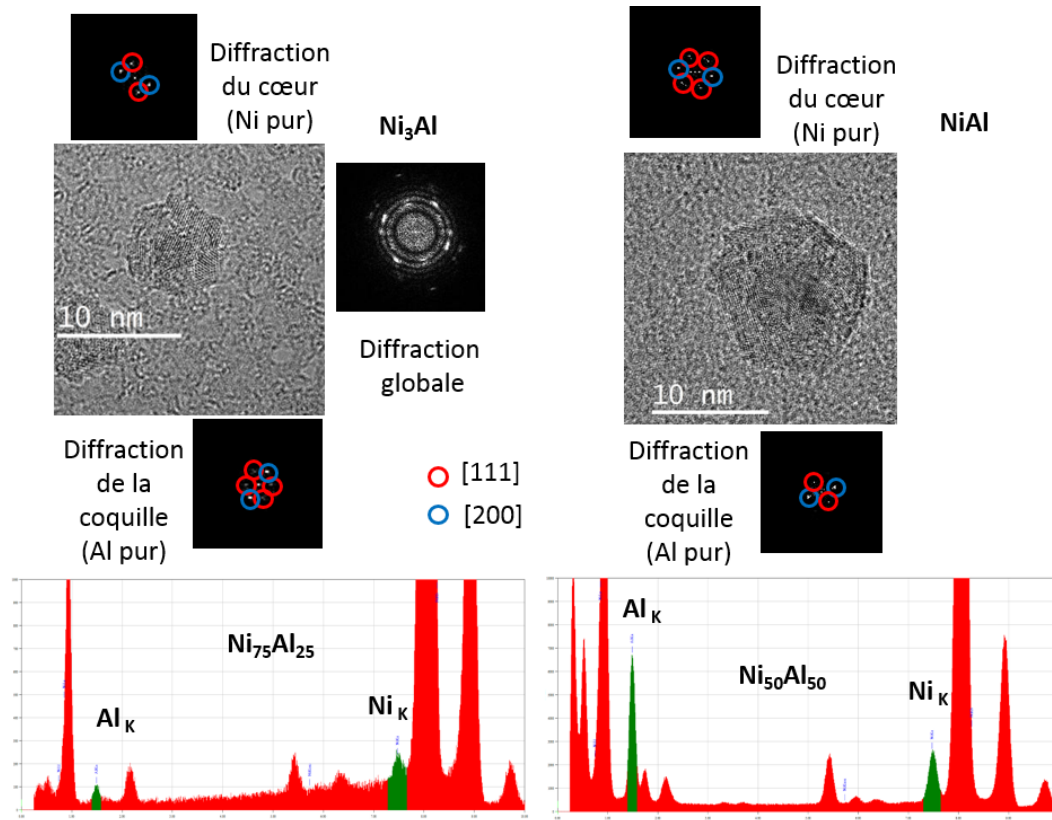 Diffraction
du cœur
(Ni pur)
Ni₃Al
Diffraction
du cœur
(Ni pur)
NiAl
10 nm
Diffraction
globale
10 nm
Diffraction
de la
coquille
(Al pur)
[111]
[200]
Diffraction
de la
coquille
(Al pur)
Ni₇₅Al₂₅
Al K
Ni K
Al K
Ni₅₀Al₅₀
Ni K